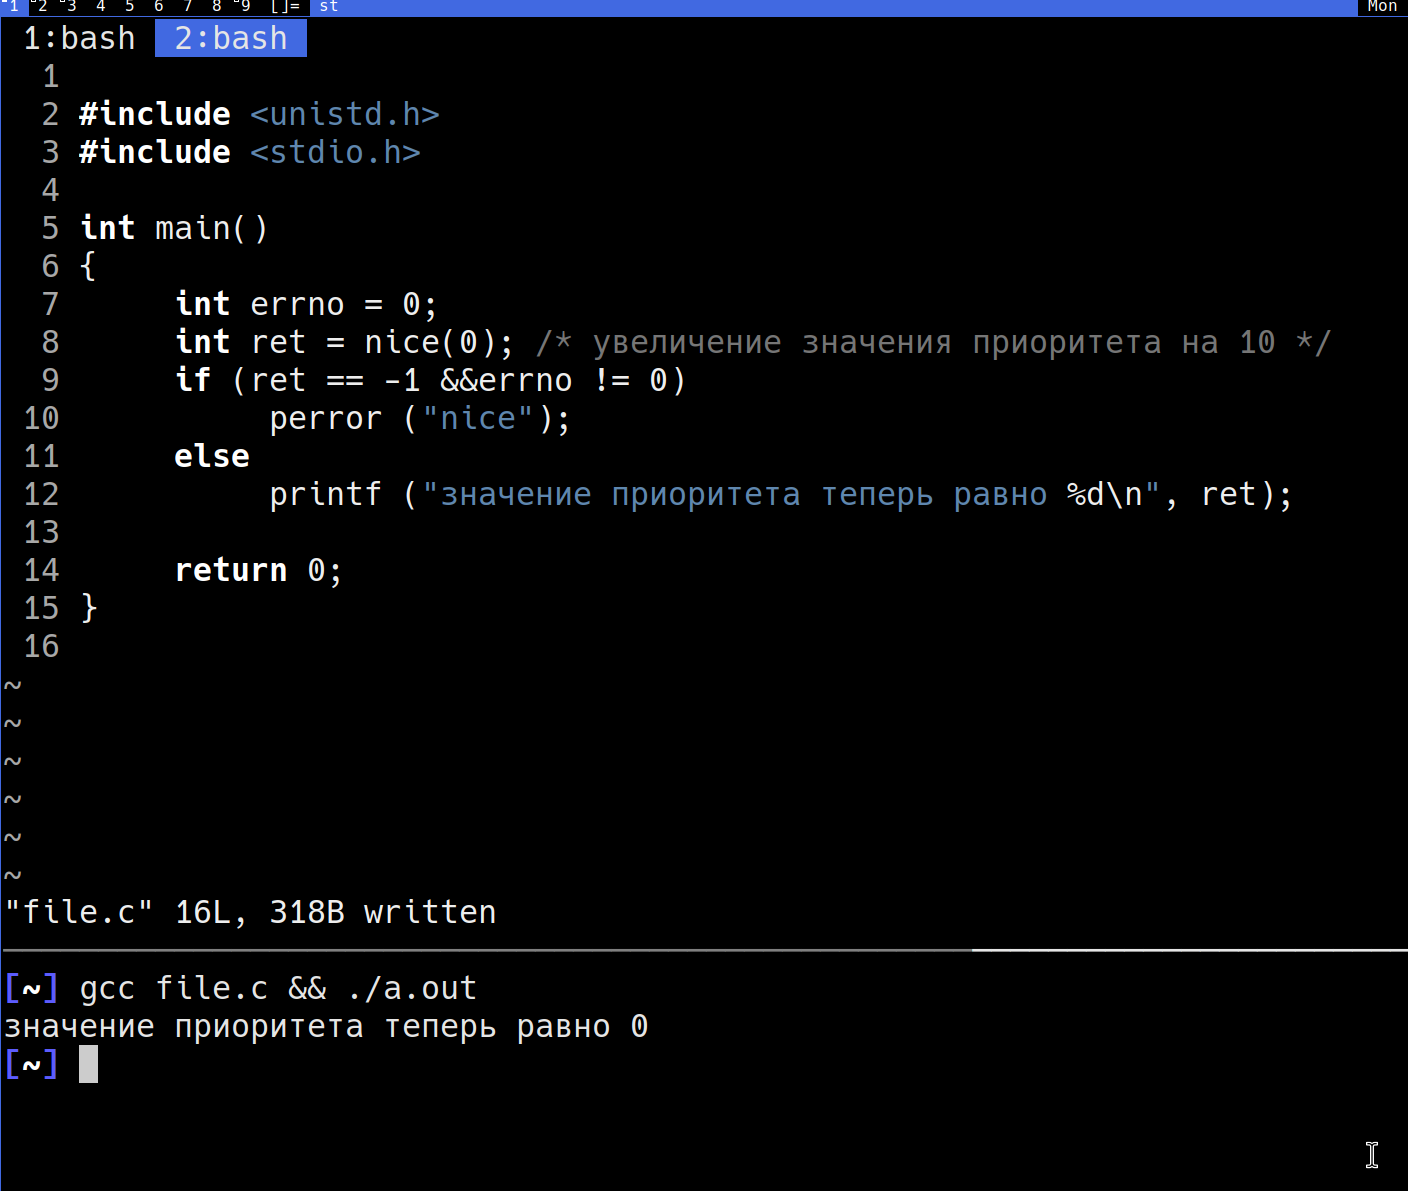 1 2 3 4 5 6 7 8 9 []= st Mon
1:bash 2:bash
1
2 #include <unistd.h>
3 #include <stdio.h>
4
5 int main()
6 {
7 int errno = 0;
8 int ret = nice(0); /* увеличение значения приоритета на 10 */
9 if (ret == -1 &&errno != 0)
10 perror ("nice");
11 else
12 printf ("значение приоритета теперь равно %d\n", ret);
13
14 return 0;
15 }
16
~
~
~
~
~
~
"file.c" 16L, 318B written
[~] gcc file.c && ./a.out
значение приоритета теперь равно 0
[~]